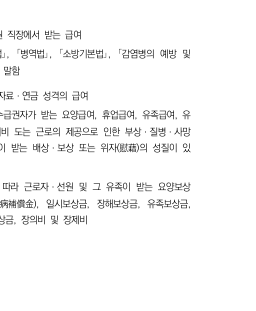 직장에서 받는 급여
「병역법」, 「소방기본법」, 「감염병의 예방 및
말함
자료·연금 성격의 급여
수급권자가 받는 요양급여, 휴업급여, 유족급여, 유
비 또는 근로의 제공으로 인한 부상·질병·사망
이 받는 배상·보상 또는 위자(慰藉)의 성질이 있
따라 근로자·선원 및 그 유족이 받는 요양보상
病補償金), 일시보상금, 장해보상금, 유족보상금,
상금, 장의비 및 장제비